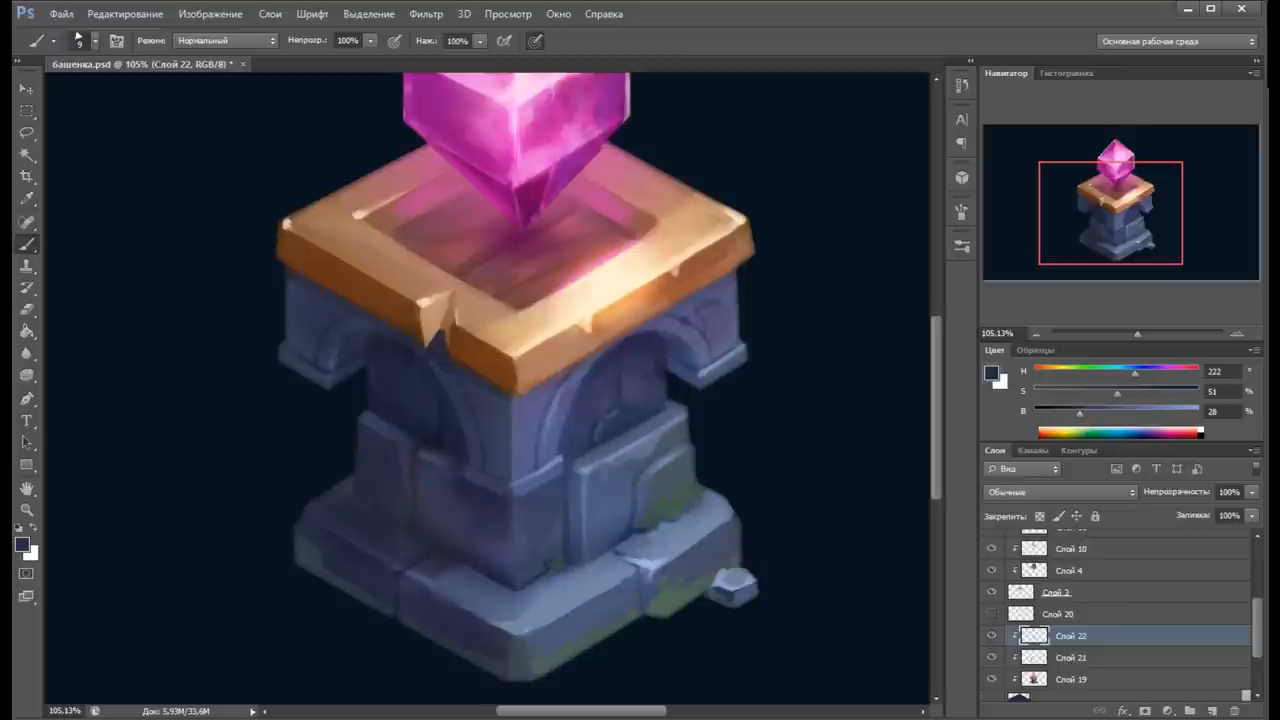 Ps Файл Редактирование Изображение Слои Шрифт Выделение Фильтр 3D Просмотр Окно Справка
9 Режим: Нормальный Непрозр.: 100% Наж.: 100% Основная рабочая среда
башенка.psd @ 105% (Слой 22, RGB/8) *
Навигатор Гистограмма
105.13%
Цвет Образцы
H 222 °
S 51 %
B 28 %
Слои Каналы Контуры
Вид
Обычные Непрозрачность: 100%
Закрепить: Заливка: 100%
Слой 10
Слой 4
Слой 3
Слой 20
Слой 22
Слой 21
Слой 19
105.13% Док: 5,93M/33,6M